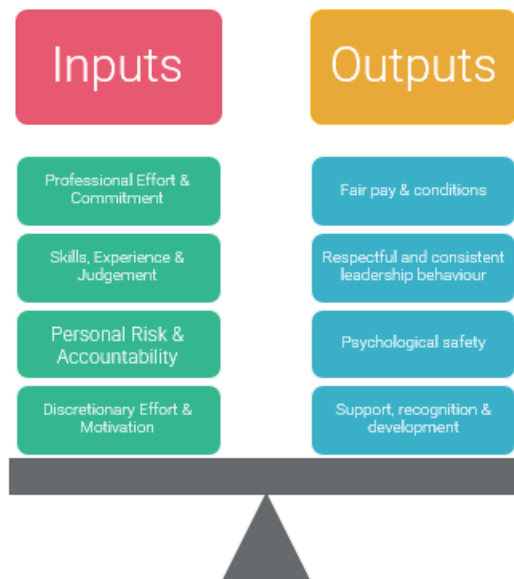 Inputs
Outputs
Professional Effort &
Commitment
Skills, Experience &
Judgement
Personal Risk &
Accountability
Discretionary Effort &
Motivation
Fair pay & conditions
Respectful and consistent
leadership behaviour
Psychological safety
Support, recognition &
development